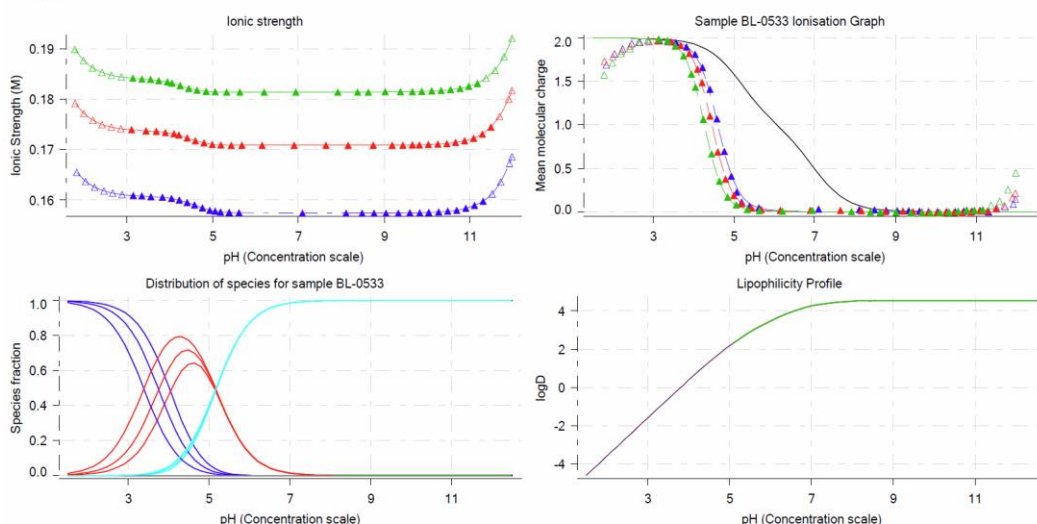 Ionic strength
0.19
0.18
0.17
0.16
Ionic Strength (M)
3 5 7 9 11
pH (Concentration scale)
Sample BL-0533 Ionisation Graph
2.0
1.5
1.0
0.5
0.0
Mean molecular charge
3 5 7 9 11
pH (Concentration scale)
Distribution of species for sample BL-0533
1.0
0.8
0.6
0.4
0.2
0.0
Species fraction
3 5 7 9 11
pH (Concentration scale)
Lipophilicity Profile
4
2
0
-2
-4
logD
3 5 7 9 11
pH (Concentration scale)